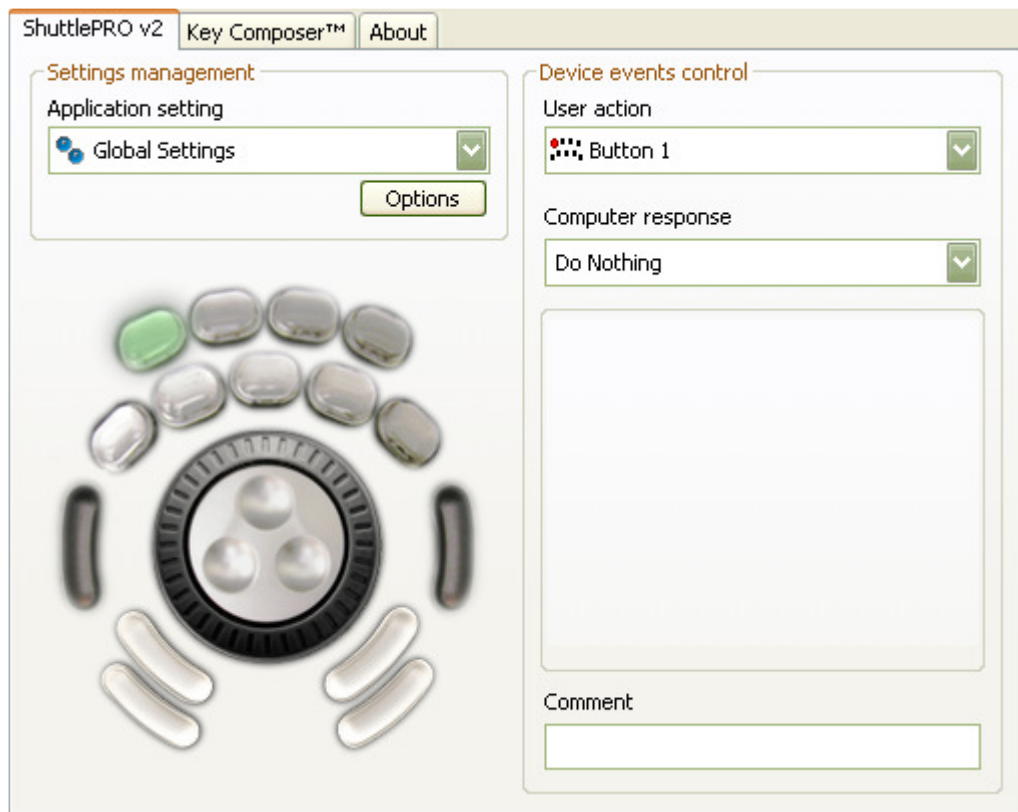 ShuttlePRO v2
Key Composer™
About
Settings management
Application setting
Global Settings
Options
Device events control
User action
Button 1
Computer response
Do Nothing
Comment